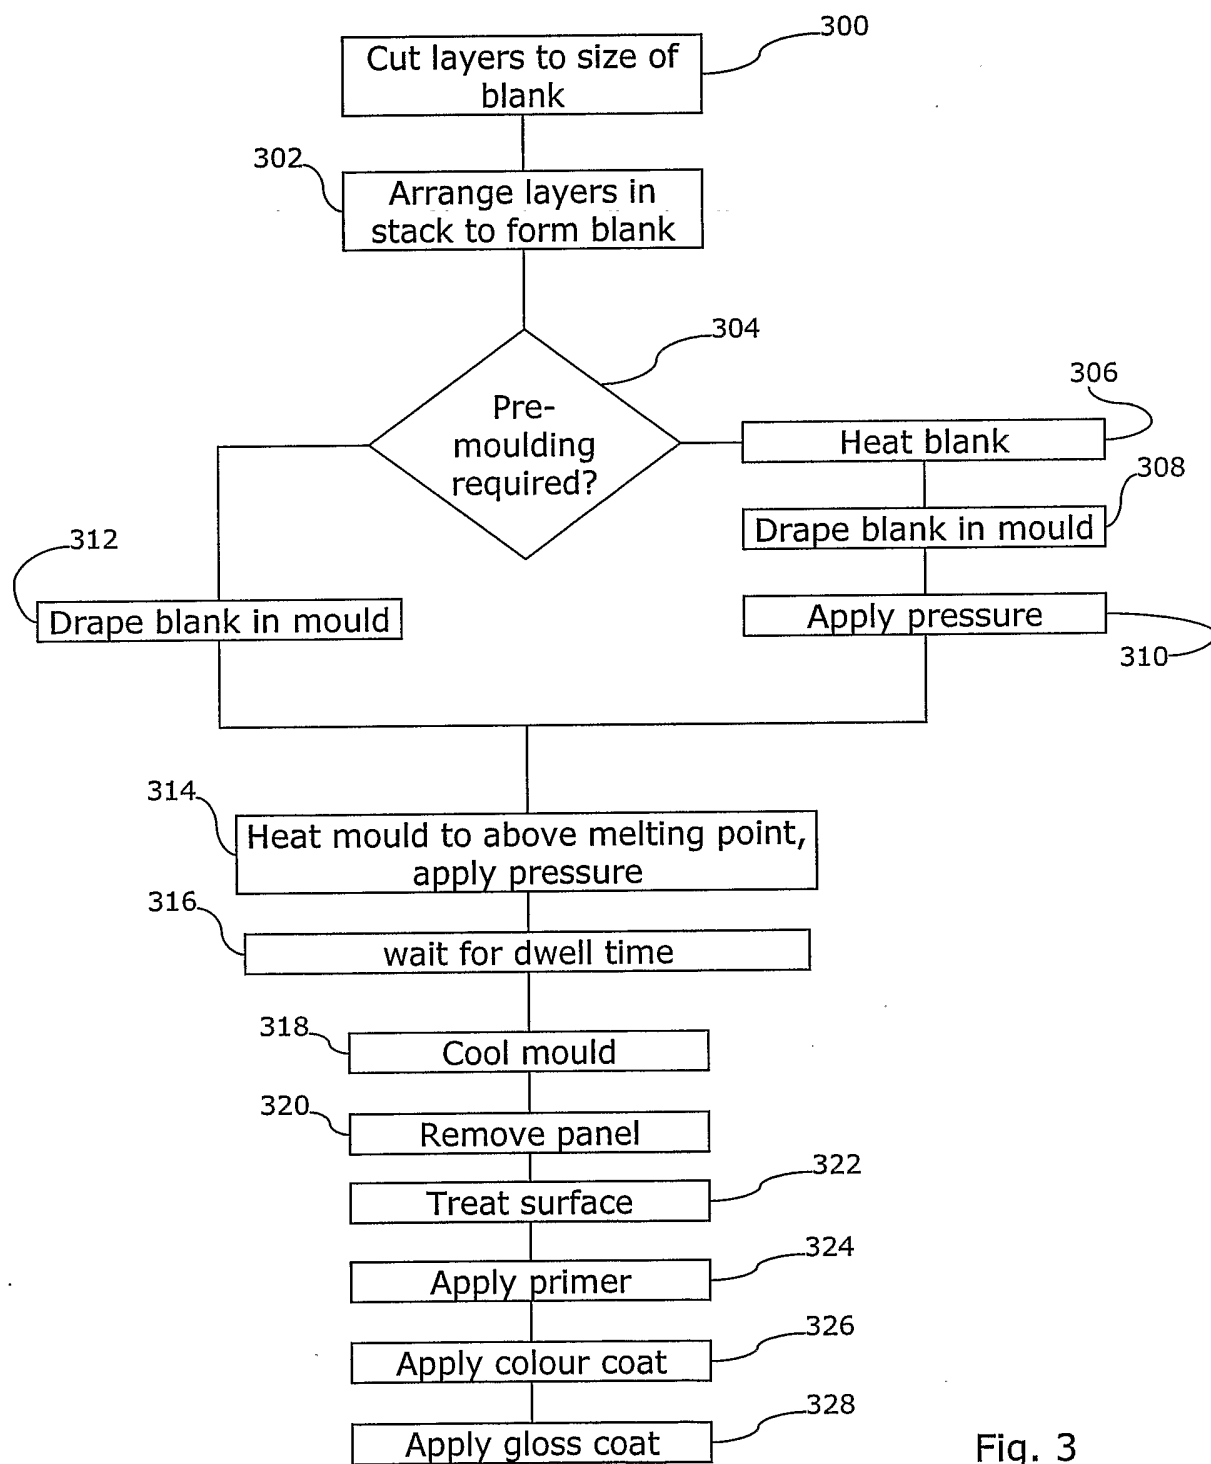 300
Cut layers to size of
blank
302
Arrange layers in
stack to form blank
304
Pre-
moulding
required?
306
Heat blank
308
Drape blank in mould
312
Drape blank in mould
Apply pressure
310
314
Heat mould to above melting point,
apply pressure
316
wait for dwell time
318
Cool mould
320
Remove panel
322
Treat surface
324
Apply primer
326
Apply colour coat
328
Apply gloss coat
Fig. 3